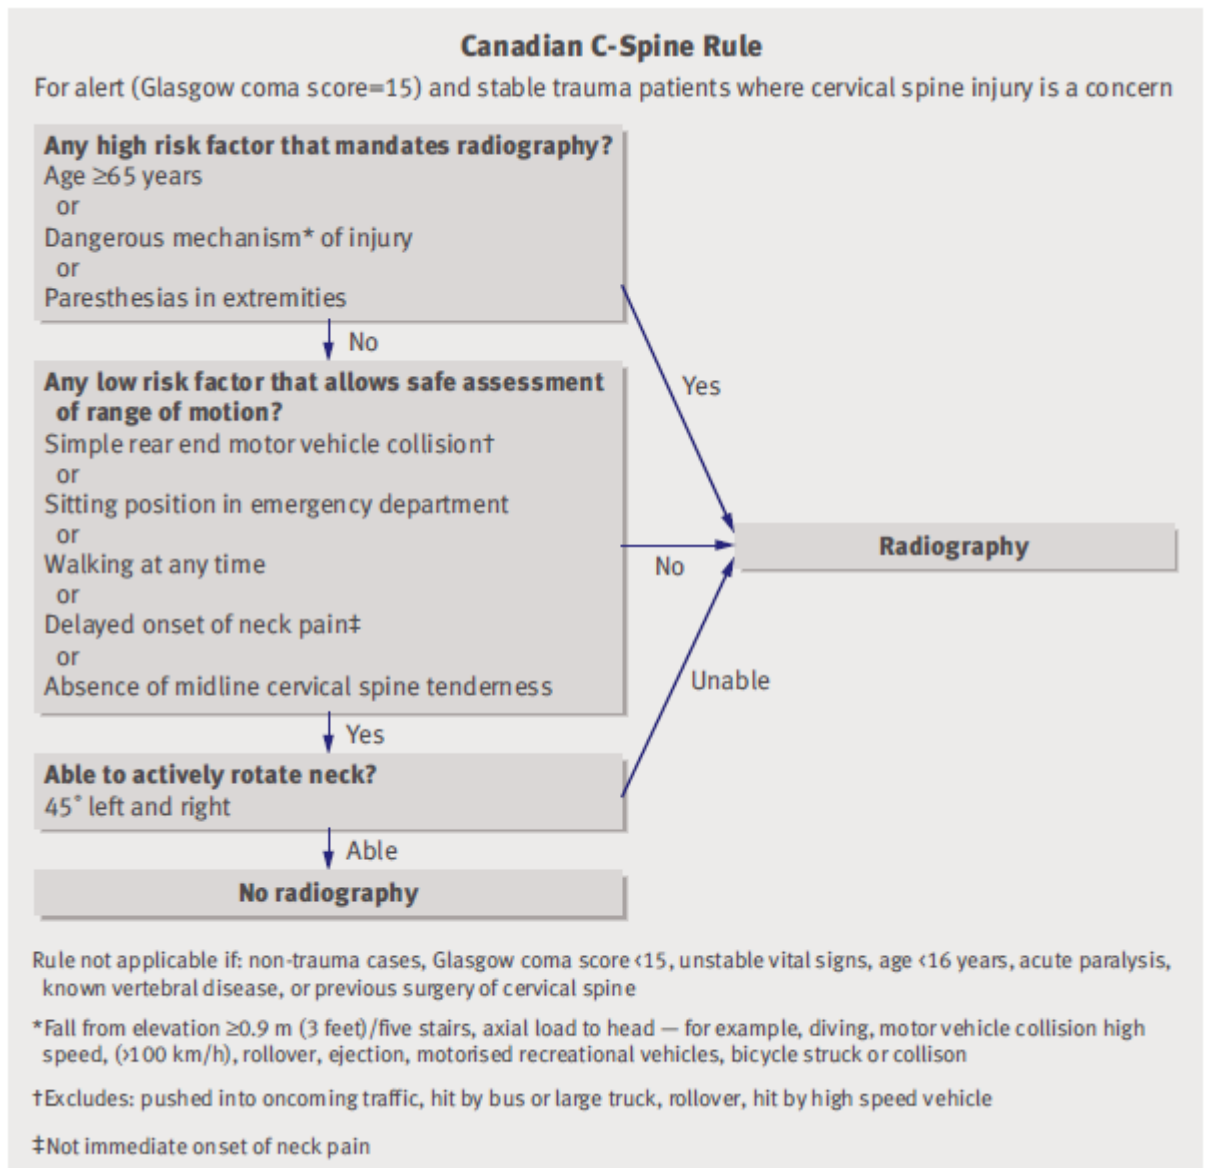 Canadian C-Spine Rule
For alert (Glasgow coma score=15) and stable trauma patients where cervical spine injury is a concern
Any high risk factor that mandates radiography?
Age ≥65 years
or
Dangerous mechanism* of injury
or
Paresthesias in extremities
No
Yes
Any low risk factor that allows safe assessment
of range of motion?
Simple rear end motor vehicle collision†
or
Sitting position in emergency department
or
Walking at any time
or
Delayed onset of neck pain‡
or
Absence of midline cervical spine tenderness
No
Radiography
Yes
Unable
Able to actively rotate neck?
45° left and right
Able
No radiography
Rule not applicable if: non-trauma cases, Glasgow coma score <15, unstable vital signs, age <16 years, acute paralysis,
known vertebral disease, or previous surgery of cervical spine
*Fall from elevation ≥0.9 m (3 feet)/five stairs, axial load to head — for example, diving, motor vehicle collision high
speed, (>100 km/h), rollover, ejection, motorised recreational vehicles, bicycle struck or collison
†Excludes: pushed into oncoming traffic, hit by bus or large truck, rollover, hit by high speed vehicle
‡Not immediate onset of neck pain